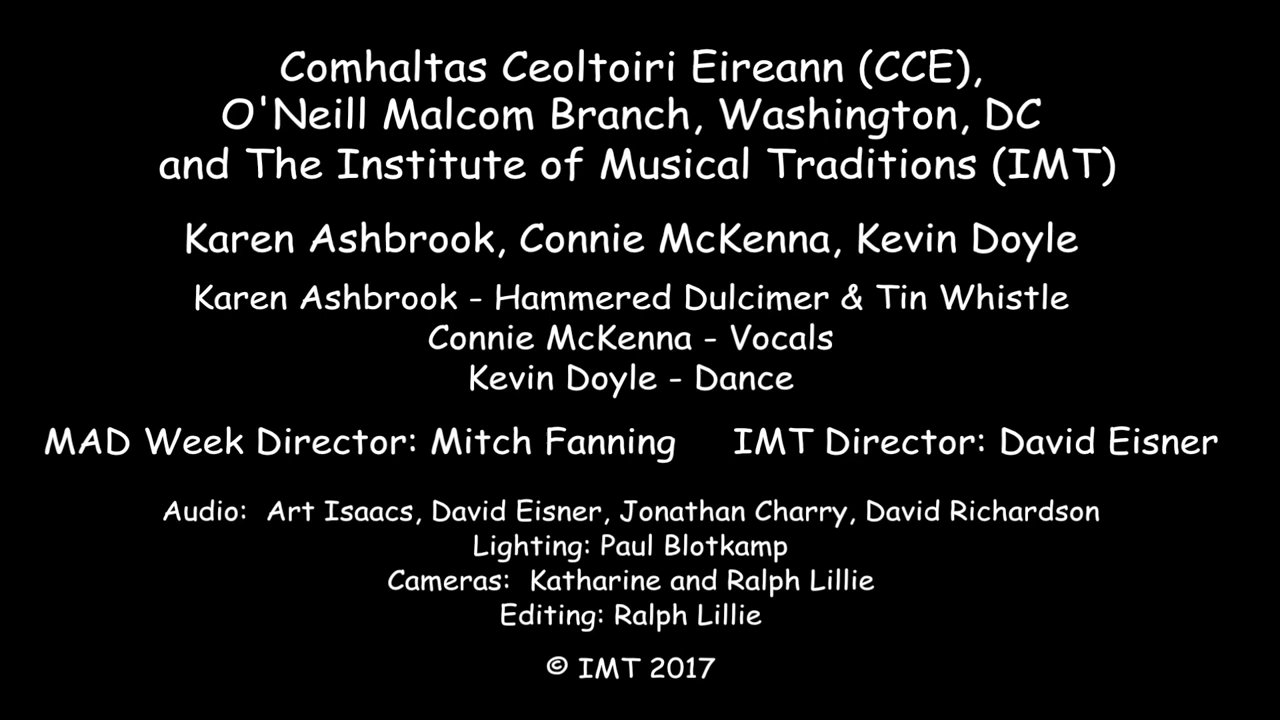 Comhaltas Ceoltoiri Eireann (CCE),
O'Neill Malcom Branch, Washington, DC
and The Institute of Musical Traditions (IMT)
Karen Ashbrook, Connie McKenna, Kevin Doyle
Karen Ashbrook - Hammered Dulcimer & Tin Whistle
Connie McKenna - Vocals
Kevin Doyle - Dance
MAD Week Director: Mitch Fanning IMT Director: David Eisner
Audio: Art Isaacs, David Eisner, Jonathan Charry, David Richardson
Lighting: Paul Blotkamp
Cameras: Katharine and Ralph Lillie
Editing: Ralph Lillie
© IMT 2017